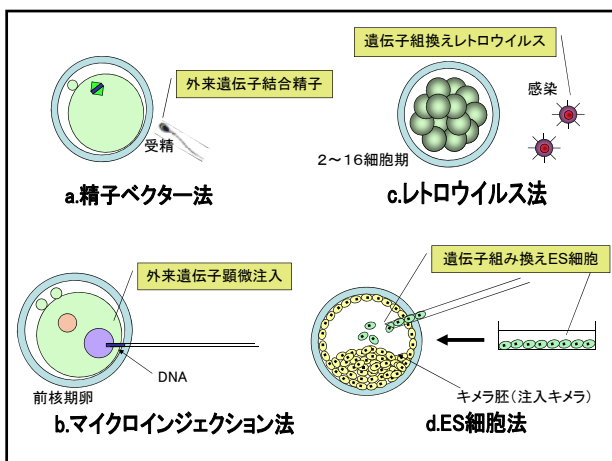 外来遺伝子結合精子
受精
a.精子ベクター法
遺伝子組換えレトロウイルス
感染
2～16細胞期
c.レトロウイルス法
外来遺伝子顕微注入
DNA
前核期卵
b.マイクロインジェクション法
遺伝子組み換えES細胞
キメラ胚(注入キメラ)
d.ES細胞法